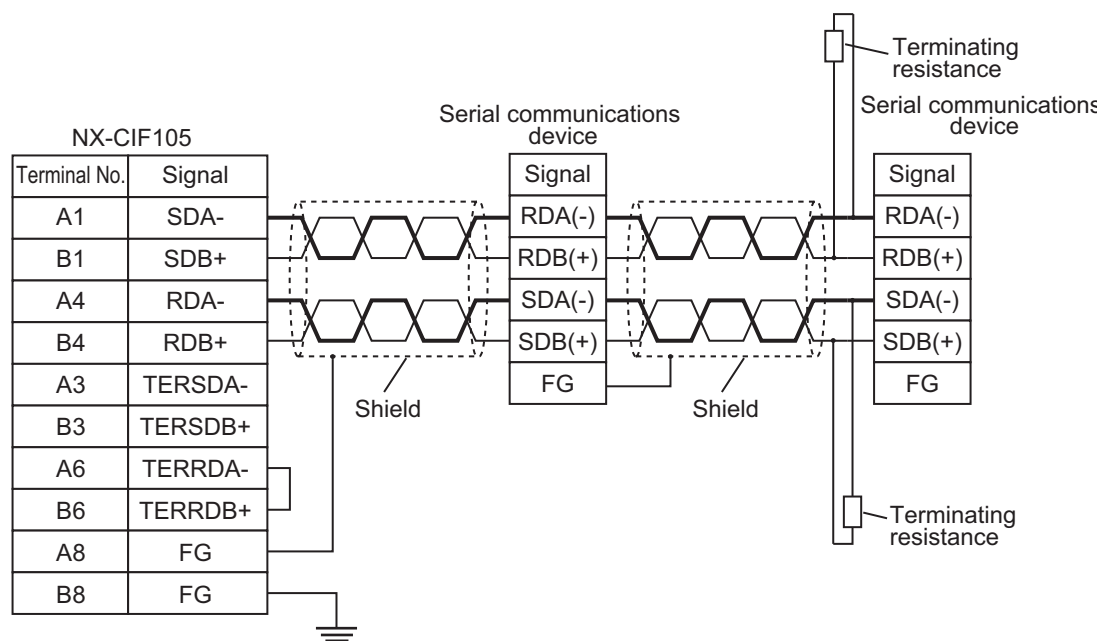 Terminating
resistance
Serial communications
device
Serial communications
device
NX-CIF105
Terminal No. Signal
A1 SDA-
B1 SDB+
A4 RDA-
B4 RDB+
A3 TERSDA-
B3 TERSDB+
A6 TERRDA-
B6 TERRDB+
A8 FG
B8 FG
Shield
Signal
RDA(-)
RDB(+)
SDA(-)
SDB(+)
FG
Shield
Signal
RDA(-)
RDB(+)
SDA(-)
SDB(+)
FG
Terminating
resistance